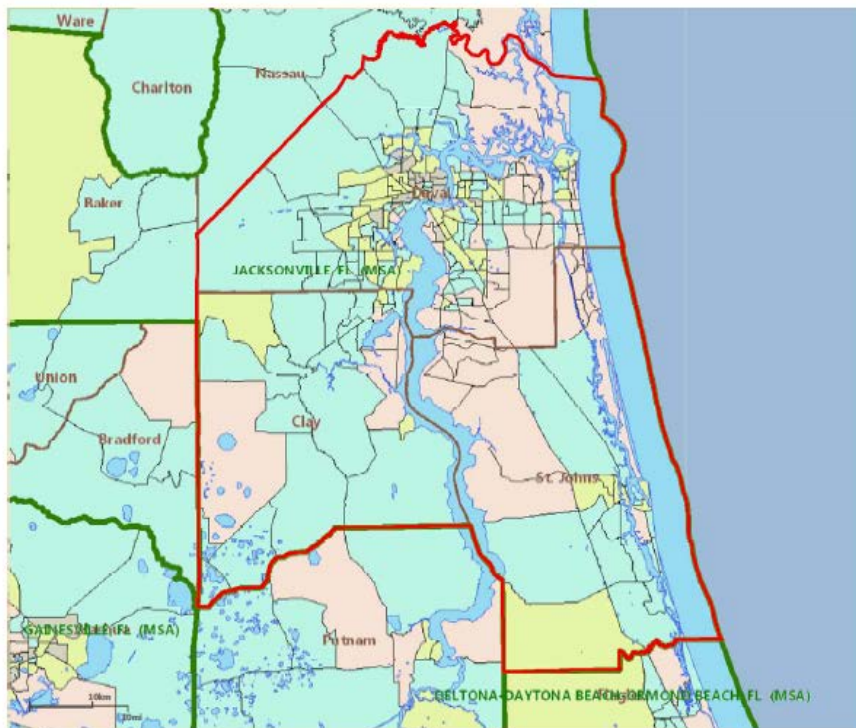 Ware
Charlton
Nassau
Baker
Duval
JACKSONVILLE, FL (MSA)
Union
Clay
Bradford
St. Johns
GAINESVILLE, FL (MSA)
Putnam
DELTONA-DAYTONA BEACH-ORMOND BEACH, FL (MSA)
10km
20mi